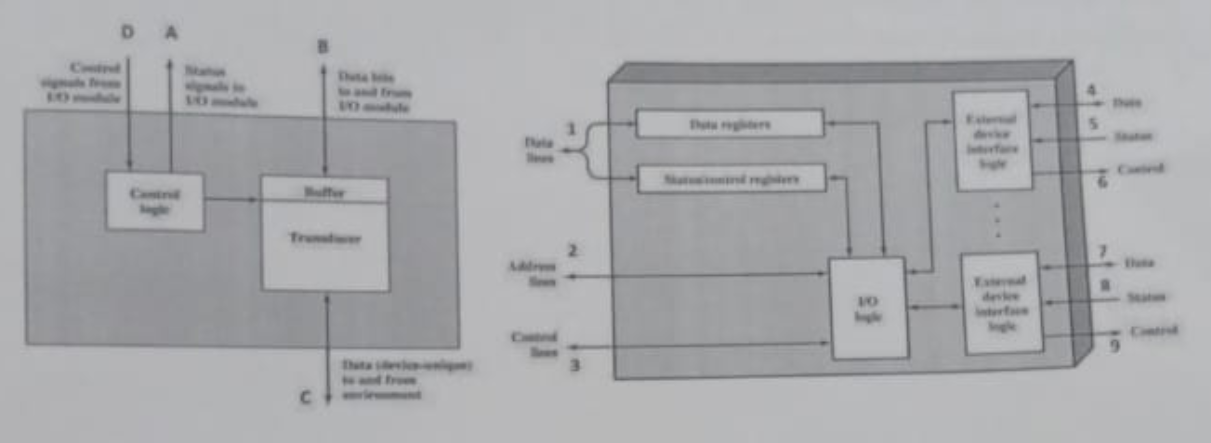 D
A
B
Control
signals from
I/O module
Status
signals to
I/O module
Data bits
to and from
I/O module
Control
logic
Buffer
Transducer
C
Data (device-unique)
to and from
environment
1
Data
lines
Data registers
Status/control registers
2
Address
lines
Control
lines
3
I/O
logic
External
device
interface
logic
4
Data
5
Status
Control
6
External
device
interface
logic
7
Data
8
Status
Control
9